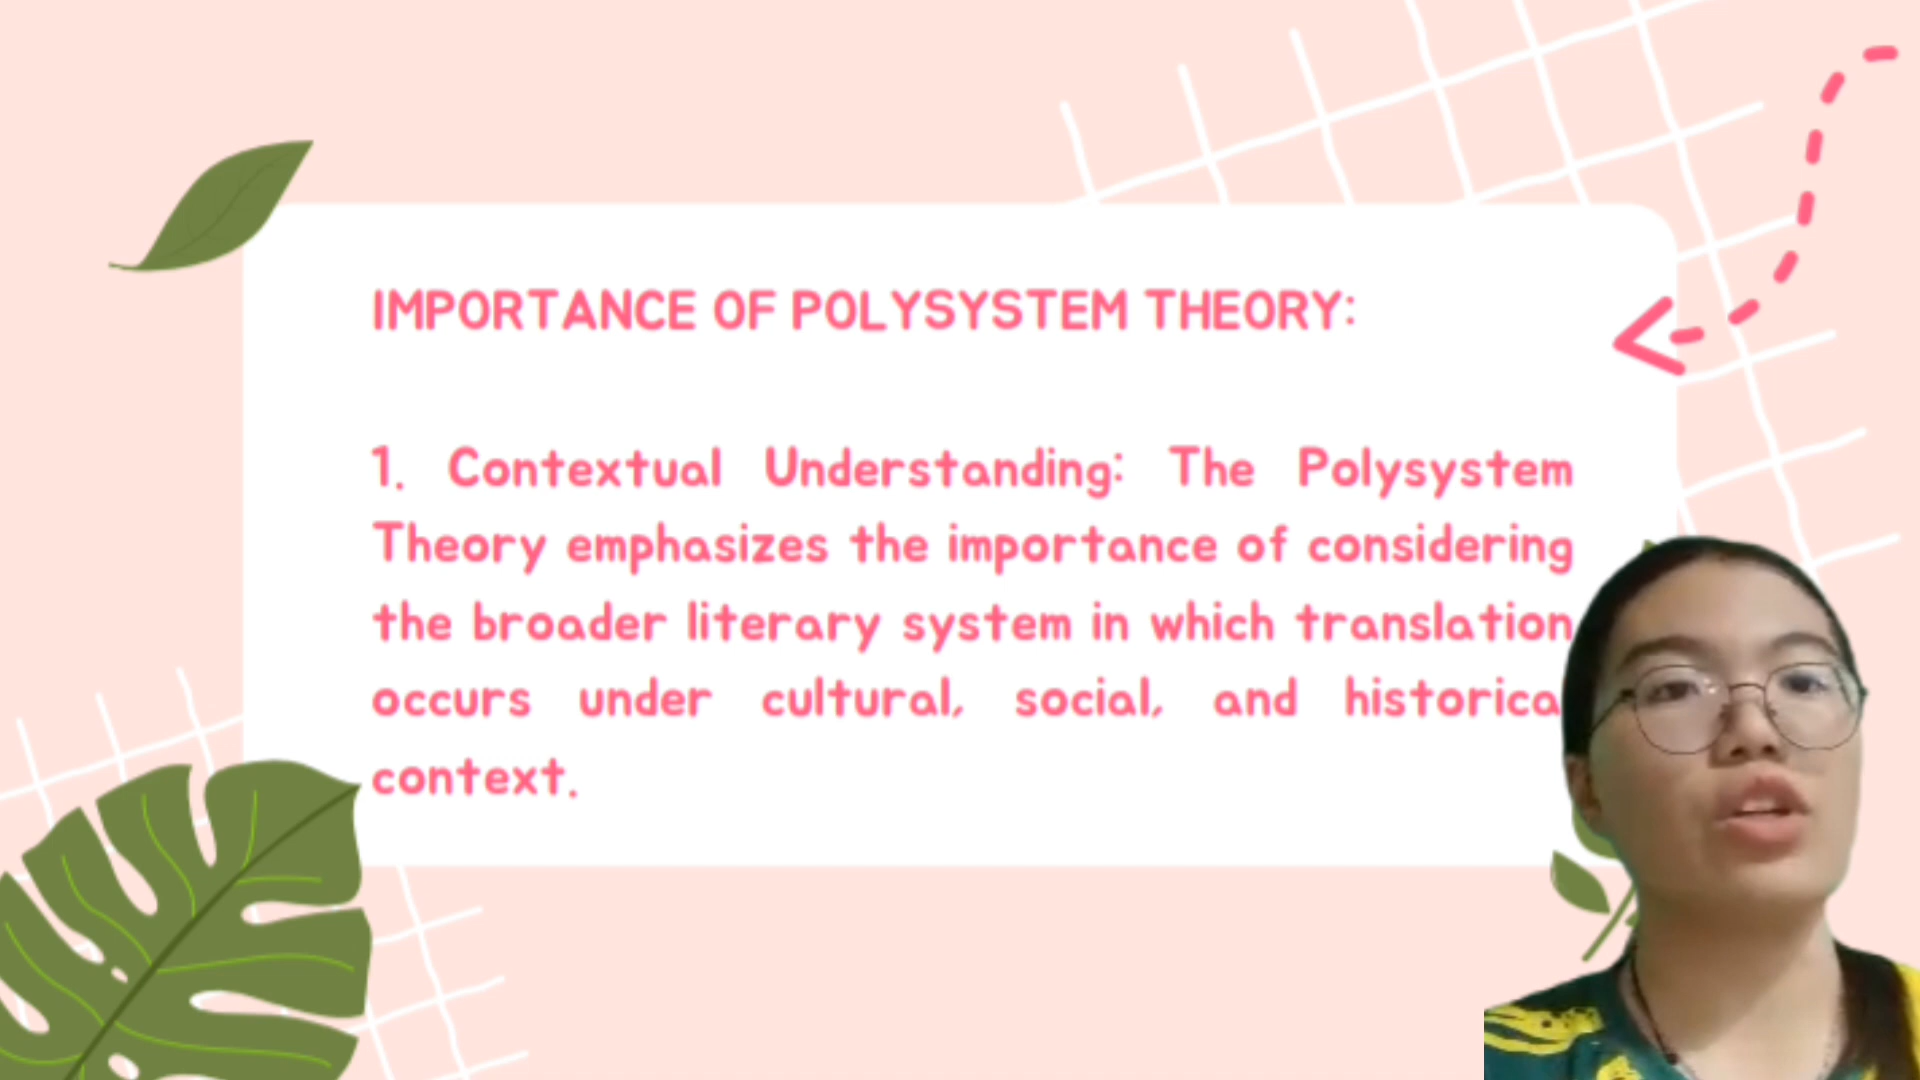 IMPORTANCE OF POLYSYSTEM THEORY:
1. Contextual Understanding: The Polysystem
Theory emphasizes the importance of considering
the broader literary system in which translation
occurs under cultural, social, and historica
context.